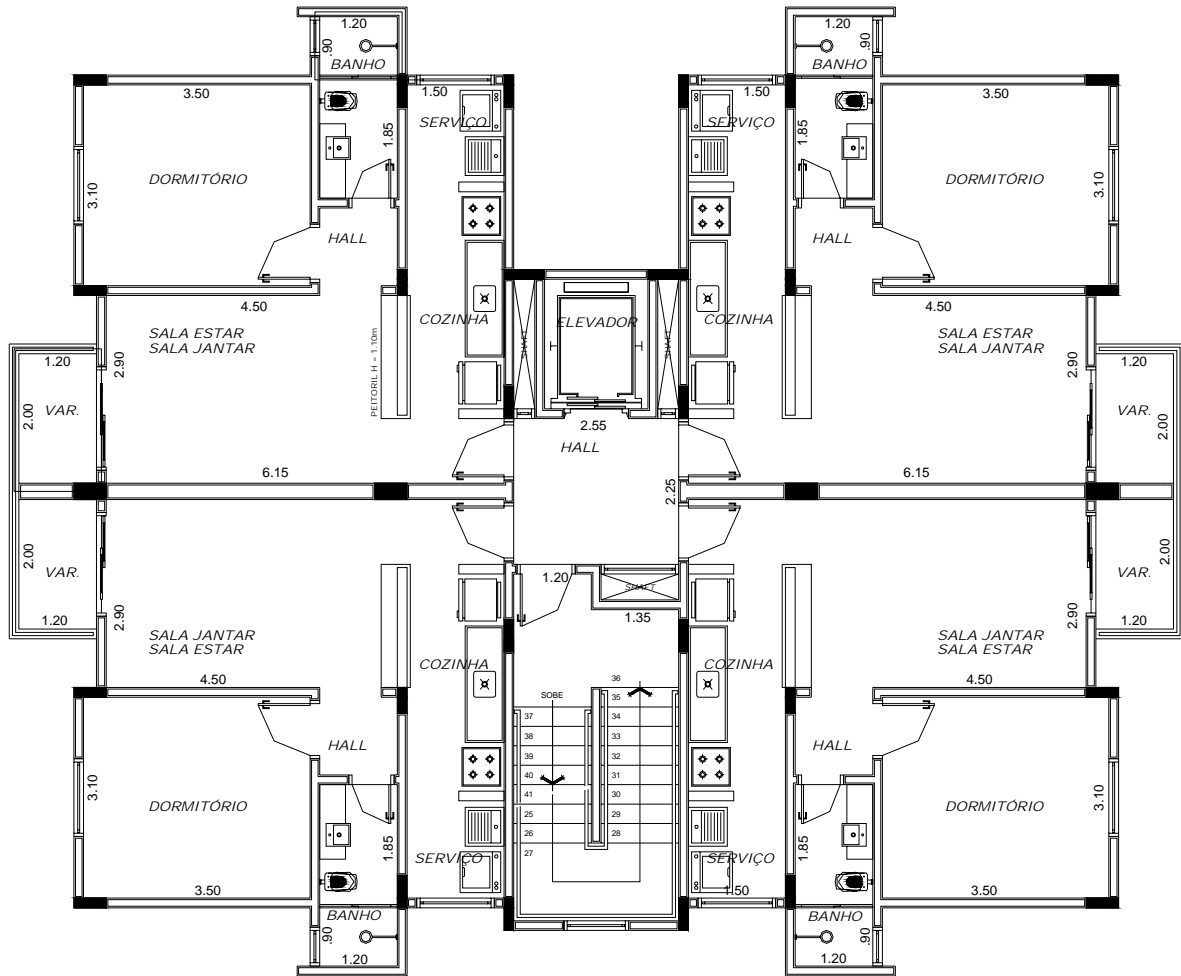 1.20
.90
BANHO
3.50
1.50
SERVIÇO
1.85
DORMITÓRIO
3.10
HALL
4.50
SALA ESTAR
SALA JANTAR
2.90
PEITORIL H = 1.10m
COZINHA
1.20
VAR.
2.00
6.15
1.20
.90
BANHO
1.50
3.50
SERVIÇO
1.85
DORMITÓRIO
3.10
HALL
4.50
COZINHA
SALA ESTAR
SALA JANTAR
2.90
1.20
VAR.
2.00
6.15
ELEVADOR
SHAFT
SHAFT
2.55
HALL
2.25
1.20
SHAFT
1.35
2.00
VAR.
1.20
2.90
SALA JANTAR
SALA ESTAR
COZINHA
4.50
HALL
3.10
DORMITÓRIO
1.85
SERVIÇO
3.50
BANHO
.90
1.20
SOBE
36
35
34
33
32
31
30
29
28
37
38
39
40
41
25
26
27
2.00
VAR.
1.20
2.90
SALA JANTAR
SALA ESTAR
COZINHA
4.50
HALL
3.10
DORMITÓRIO
1.85
SERVIÇO
1.50
3.50
BANHO
.90
1.20